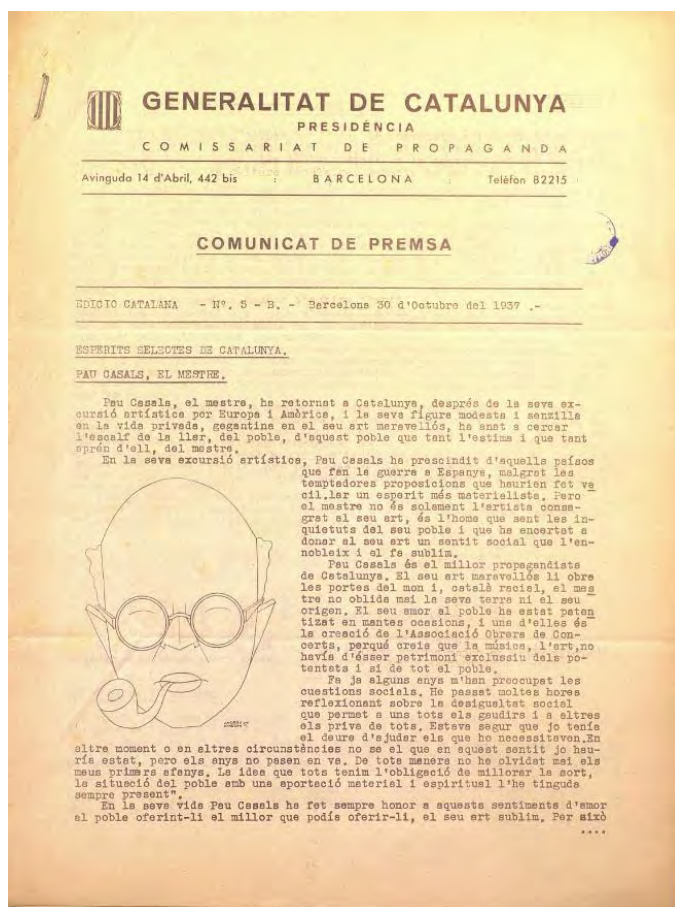 GENERALITAT DE CATALUNYA
PRESIDÈNCIA
COMISSARIAT DE PROPAGANDA
Avinguda 14 d'Abril, 442 bis : BARCELONA : Telèfon 82215
COMUNICAT DE PREMSA
EDICIO CATALANA - Nº. 5 - B. - Barcelona 30 d'Octubre del 1937 .-
ESPERITS SELECTES DE CATALUNYA.
PAU CASALS, EL MESTRE.
Pau Casals, el mestre, ha retornat a Catalunya, després de la seva ex-
cursió artística per Europa i Amèrica, i la seva figura modesta i senzilla
en la vida privada, gegantina en el seu art maravellós, ha anat a cercar
l'escalf de la llar, del poble, d'aquest poble que tant l'estima i que tant
aprén d'ell, del mestre.
En la seva excursió artística, Pau Casals ha prescindit d'aquells països
que fan la guerra a Espanya, malgrat les
temptadores proposicions que haurien fet va
cil.lar un esperit més materialista. Pero
el mestre no és solament l'artista consa-
grat al seu art, és l'home que sent les in-
quietuts del seu poble i que ha encertat a
donar al seu art un sentit social que l'en-
nobleix i el fa sublim.
Pau Casals és el millor propagandista
de Catalunya. El seu art maravellós li obre
les portes del mon i, català racial, el mes
tre no oblida mai la seva terra ni el seu
origen. El seu amor al poble ha estat paten
tizat en mantes ocasions, i una d'elles és
la creació de l'Associació Obrera de Con-
certs, perqué creia que la música, l'art,no
havía d'ésser patrimoni exclussiu dels po-
tentats i si de tot el poble.
Fa ja alguns anys m'han preocupat les
cuestions socials. He passat moltes hores
reflexionant sobre la desigualtat social
que permet a uns tots els gaudirs i a altres
els priva de tots. Estava segur que jo tenía
el deure d'ajudar els que ho necessitaven.En
altre moment o en altres circunstències no se el que en aquest sentit jo hau-
ría estat, pero els anys no pasen en va. De tota manera no he olvidat mai els
meus primers afanys. La idea que tots tenim l'obligació de millorar la sort,
la situació del poble amb una aportació material i espiritual l'he tinguda
sempre present".
En la seva vida Pau Casals ha fet sempre honor a aquests sentiments d'amor
al poble oferint-li el millor que podía oferir-li, el seu art sublim. Per això
....